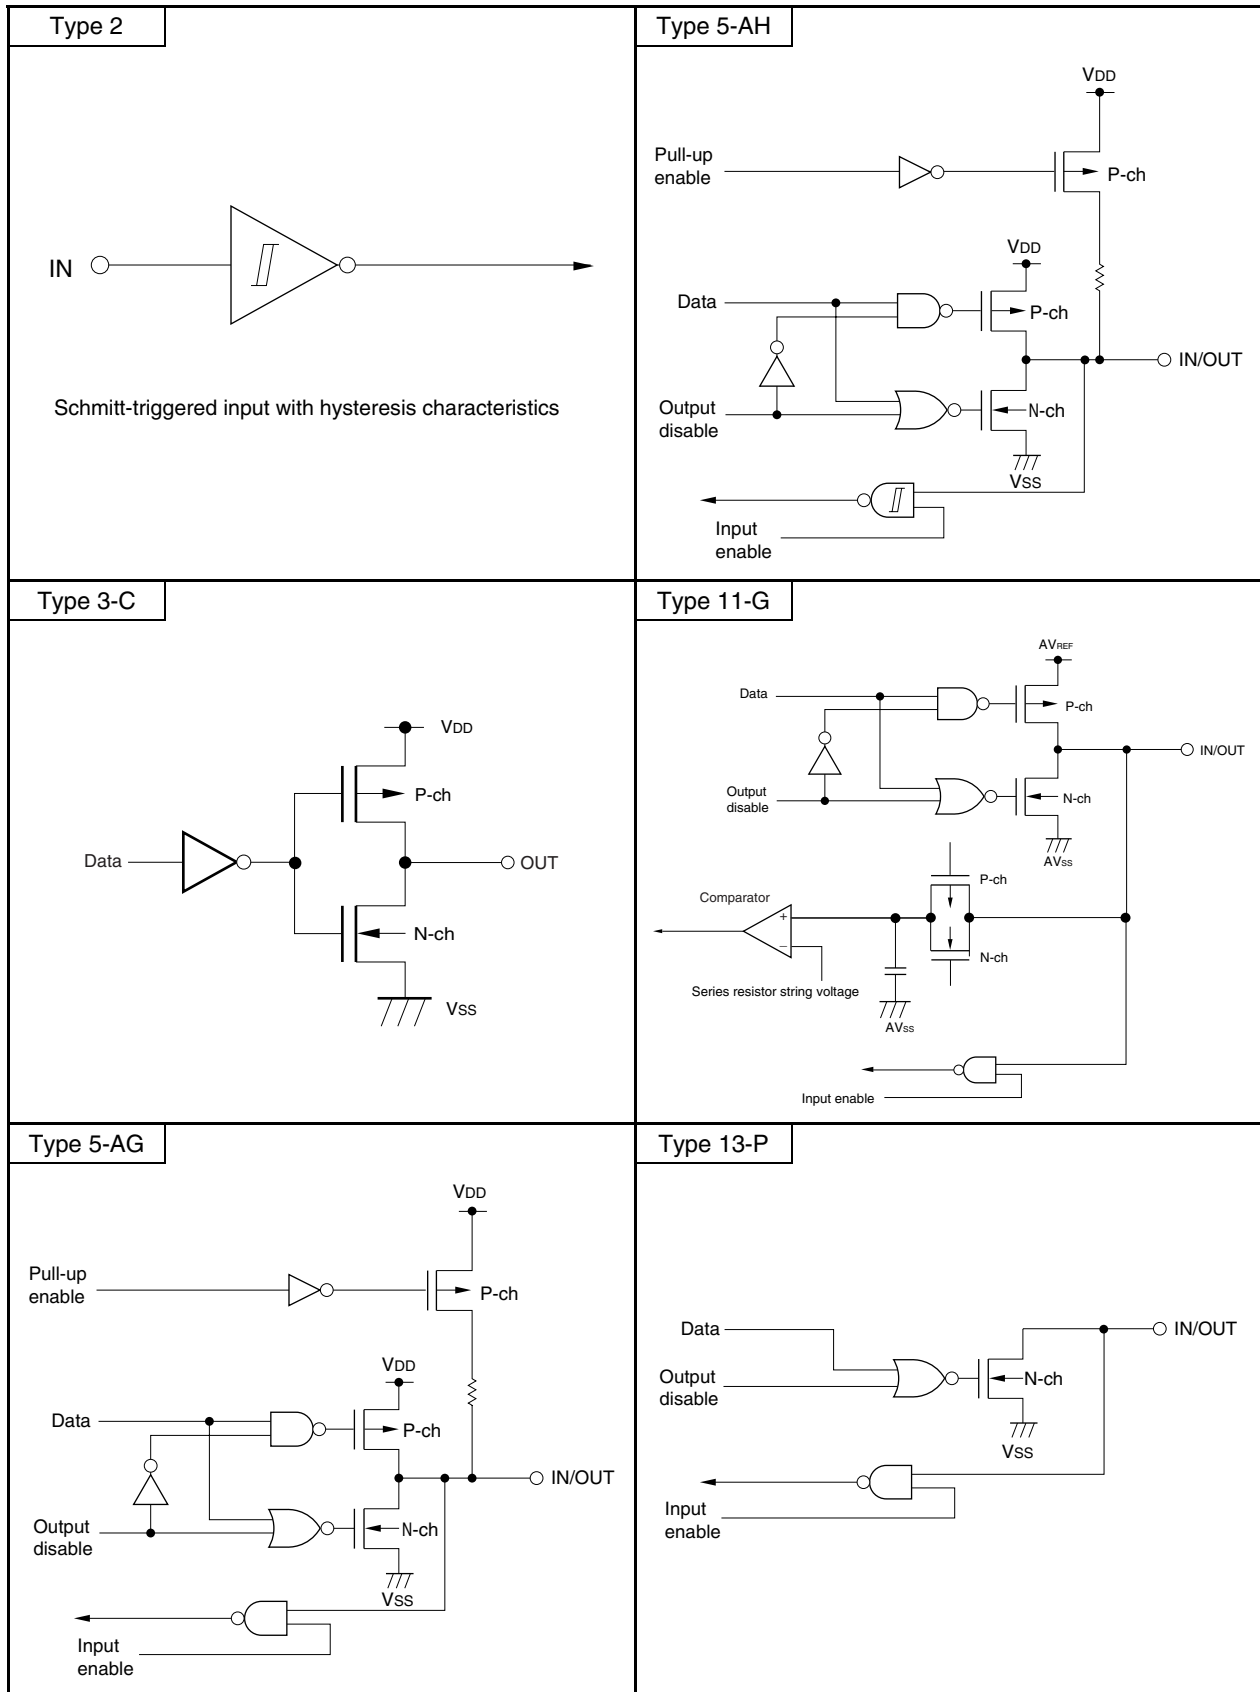 Type 2
IN
Schmitt-triggered input with hysteresis characteristics
Type 5-AH
VDD
Pull-up
enable
P-ch
VDD
Data
P-ch
IN/OUT
Output
disable
N-ch
VSS
Input
enable
Type 3-C
VDD
P-ch
Data
OUT
N-ch
VSS
Type 11-G
AVREF
Data
P-ch
IN/OUT
Output
disable
N-ch
AVSS
P-ch
Comparator
+
–
N-ch
Series resistor string voltage
AVSS
Input enable
Type 5-AG
VDD
Pull-up
enable
P-ch
VDD
Data
P-ch
IN/OUT
Output
disable
N-ch
VSS
Input
enable
Type 13-P
Data
IN/OUT
Output
disable
N-ch
VSS
Input
enable